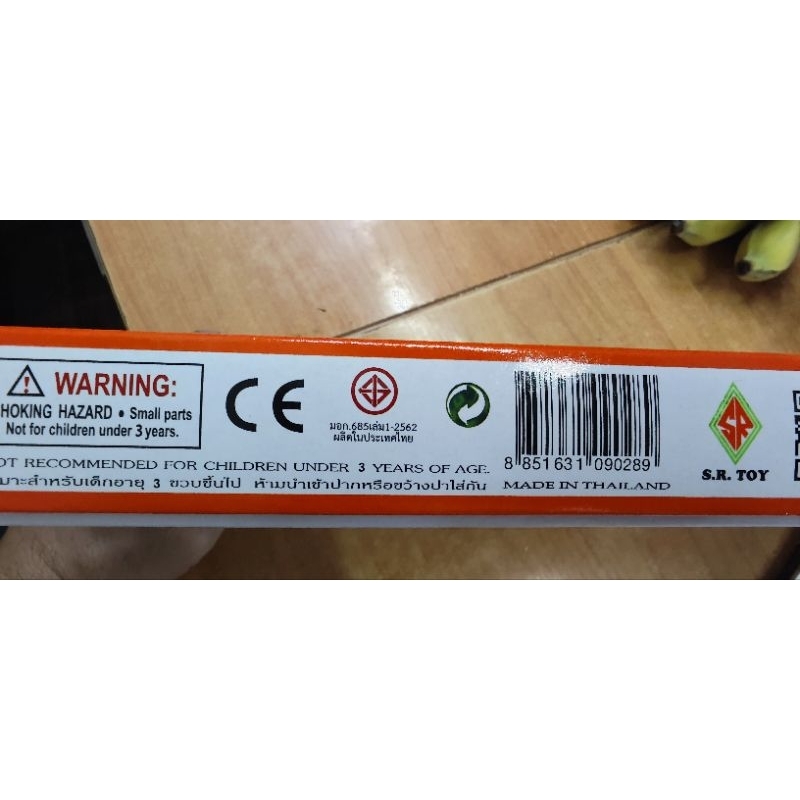 WARNING:
HOKING HAZARD • Small parts
Not for children under 3 years.
CE
มอก.685เล่ม1-2562
ผลิตในประเทศไทย
OT RECOMMENDED FOR CHILDREN UNDER 3 YEARS OF AGE.
มาะสำหรับเด็กอายุ 3 ขวบขึ้นไป ห้ามนำเข้าปากหรือขว้างปาใส่กัน
8 851631 090289
MADE IN THAILAND
SR
S.R. TOY